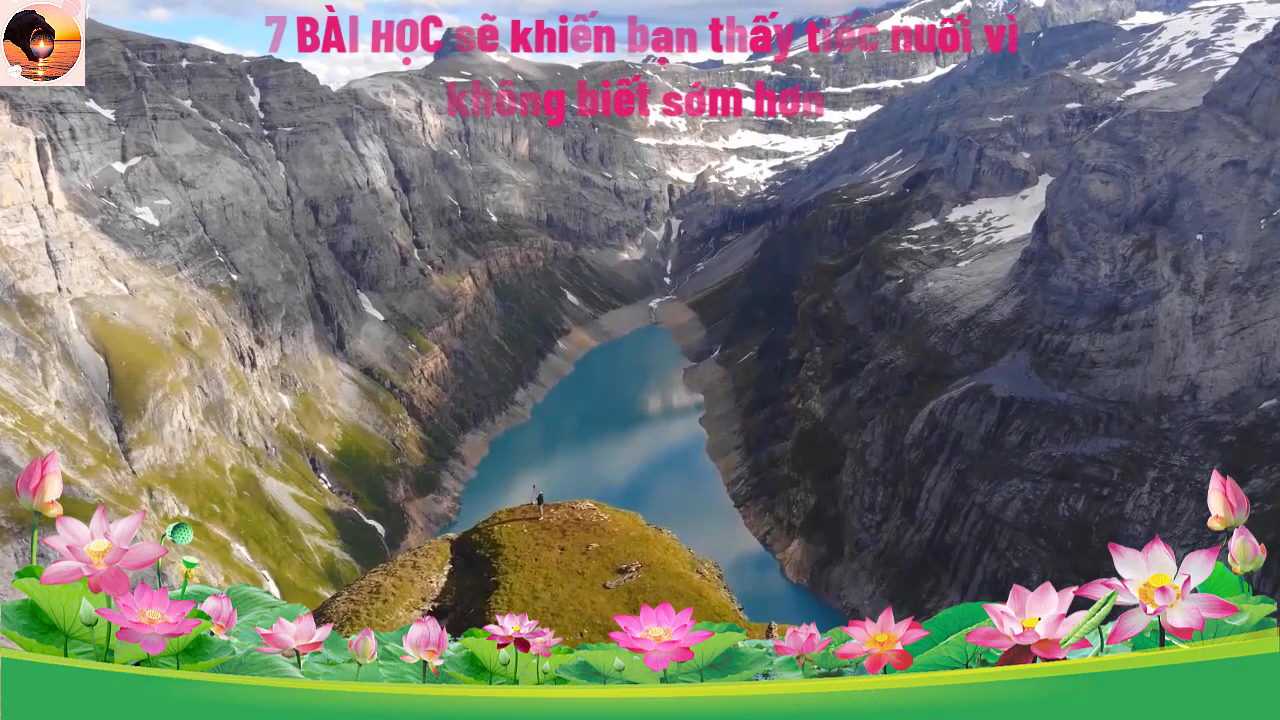 7 BÀI HỌC sẽ khiến bạn thấy tiếc nuối vì
không biết sớm hơn